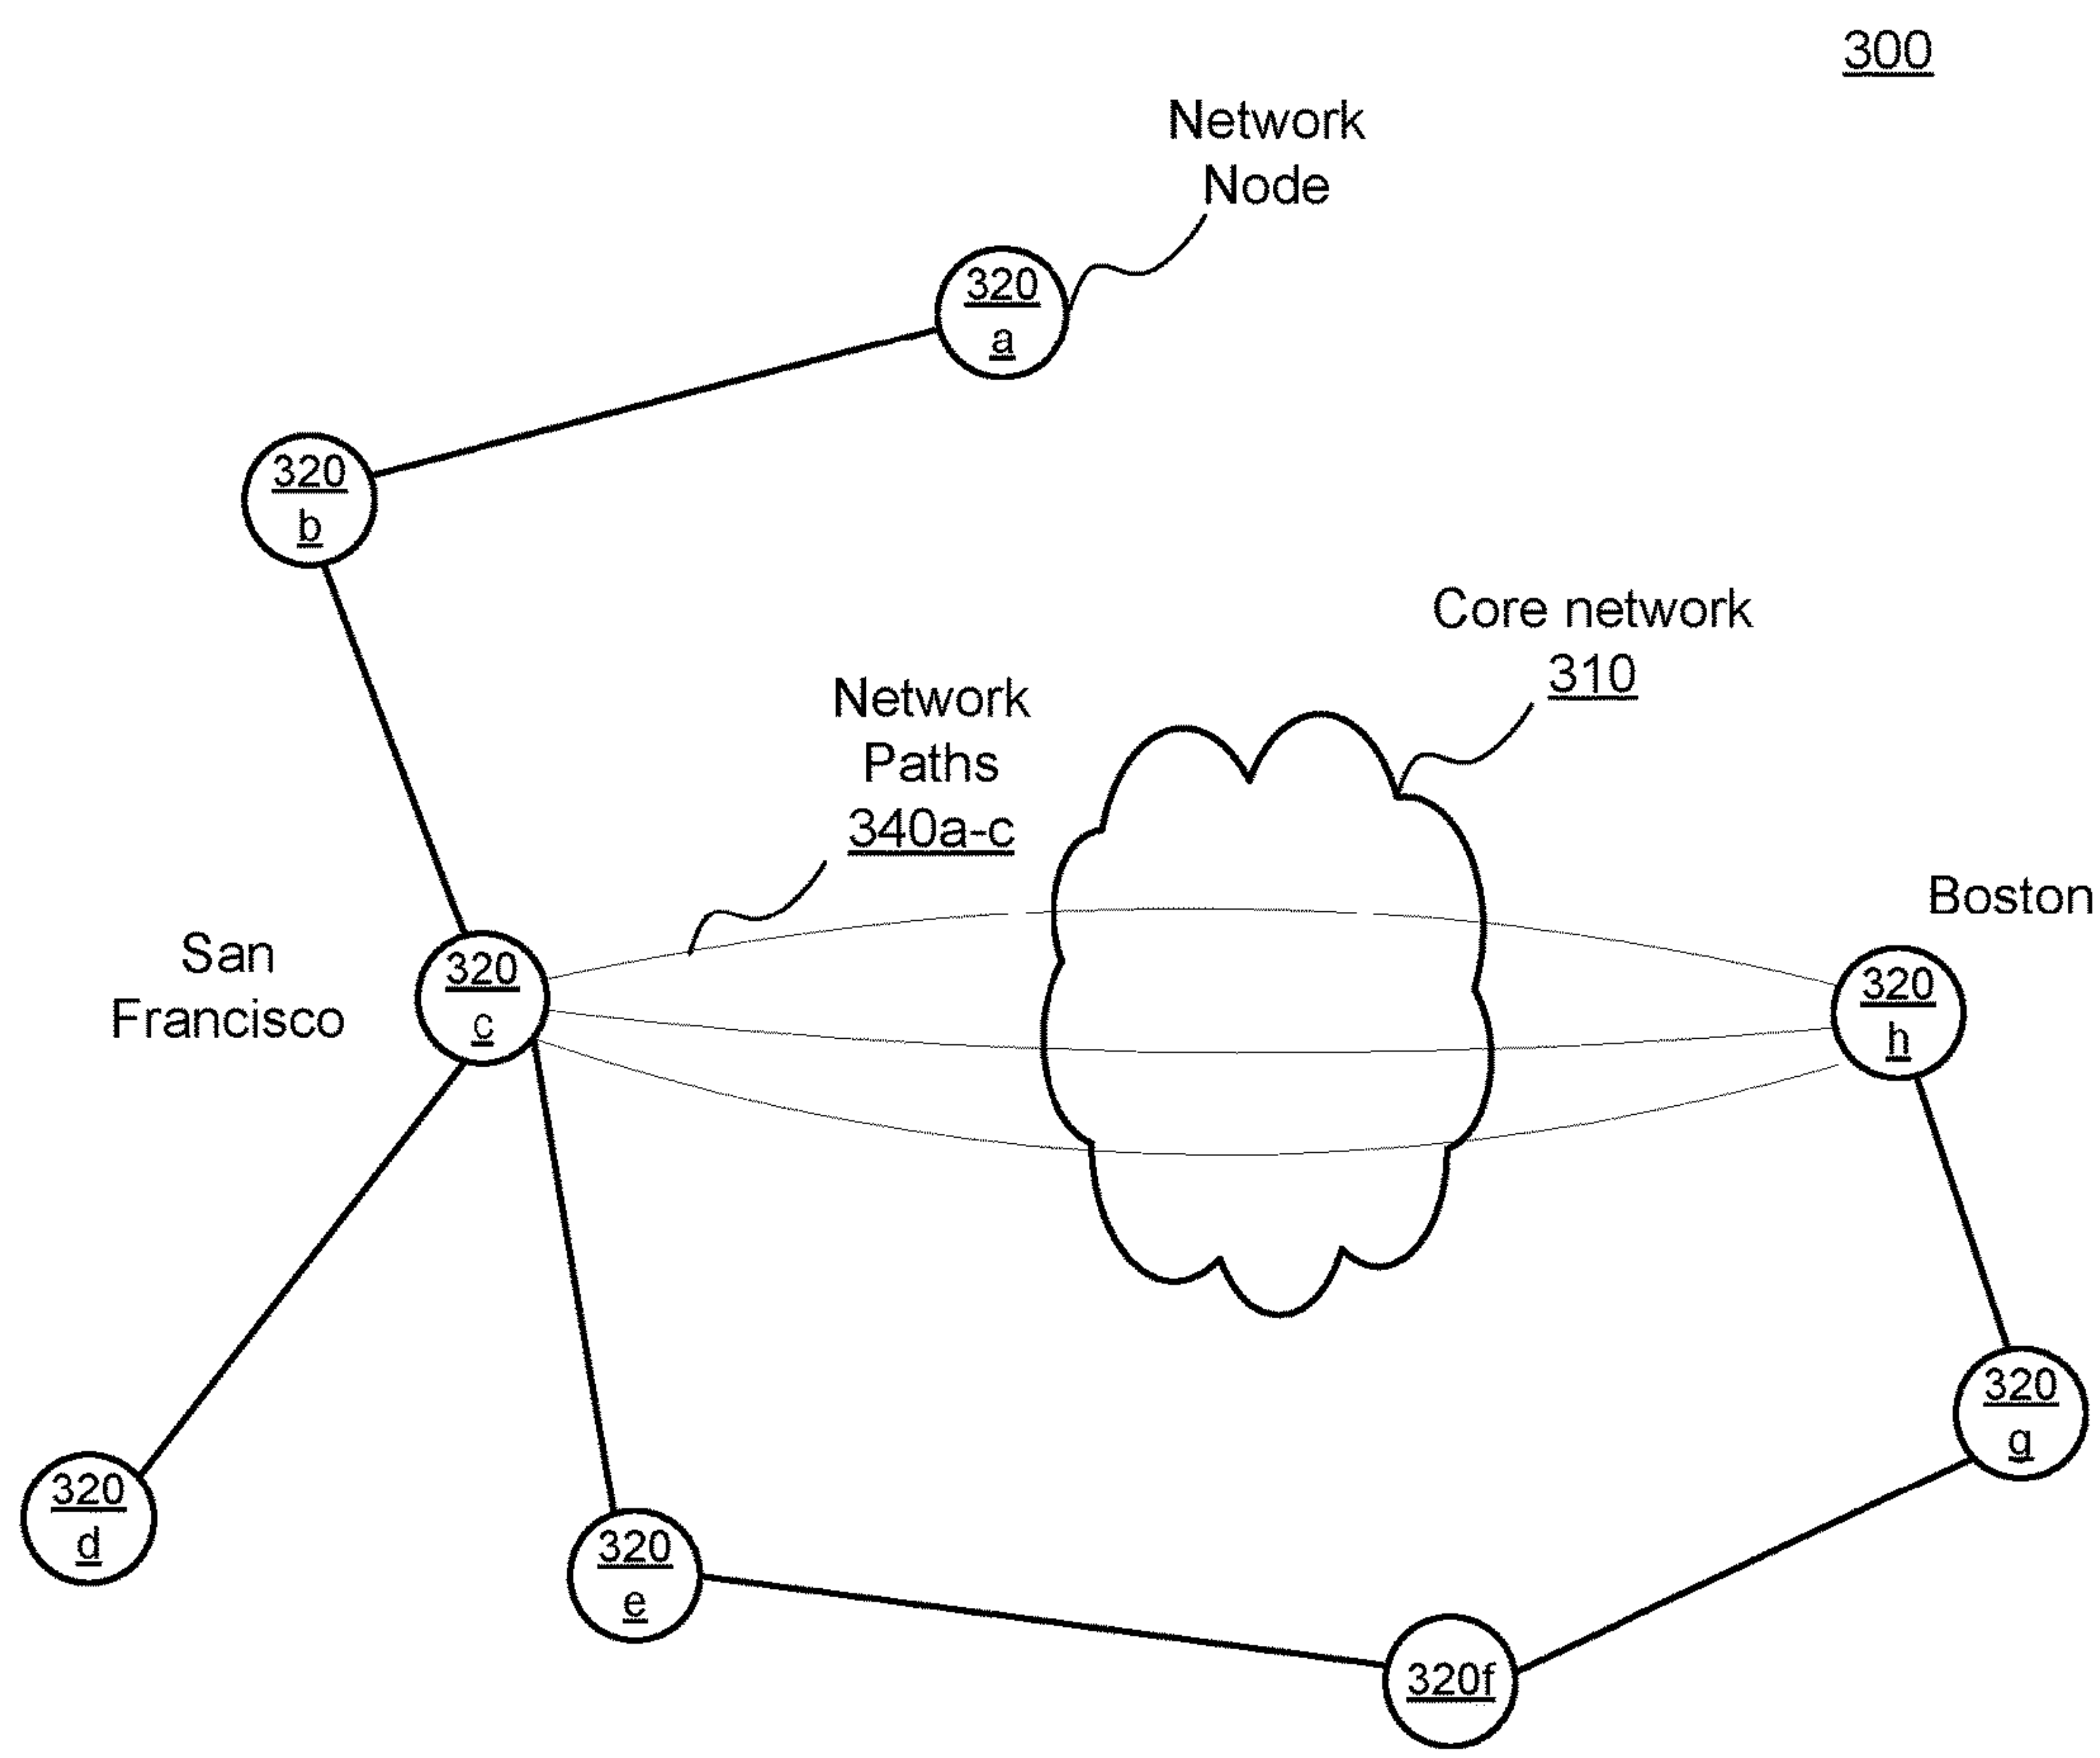 300
Network
Node
320
a
320
b
Core network
310
Network
Paths
340a-c
Boston
San
Francisco
320
c
320
h
320
g
320
d
320
e
320f